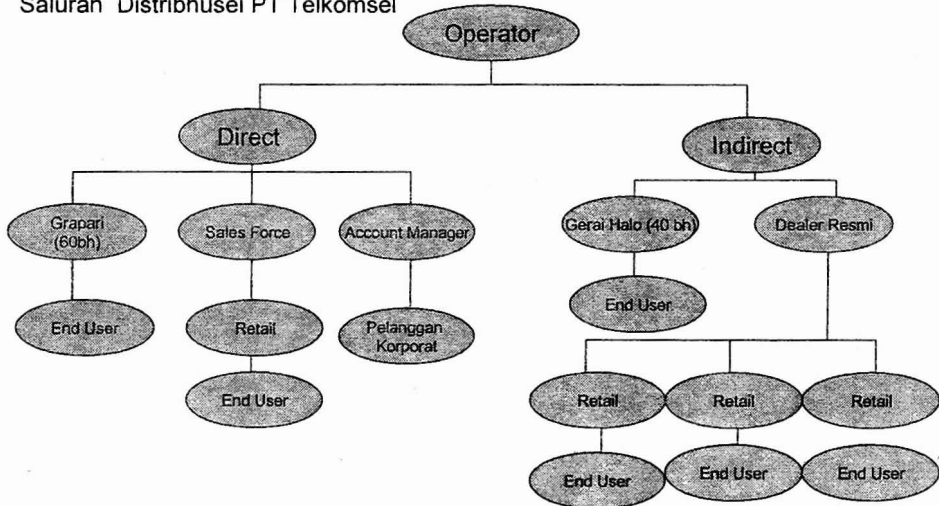 Saluran Distribhusei PT Telkomsel
Operator
Direct
Indirect
Grapari
(60bh)
Sales Force
Account Manager
Gerai Halo (40 bh)
Dealer Resmi
End User
Retail
Pelanggan
Korporat
End User
End User
Retail
Retail
Retail
End User
End User
End User